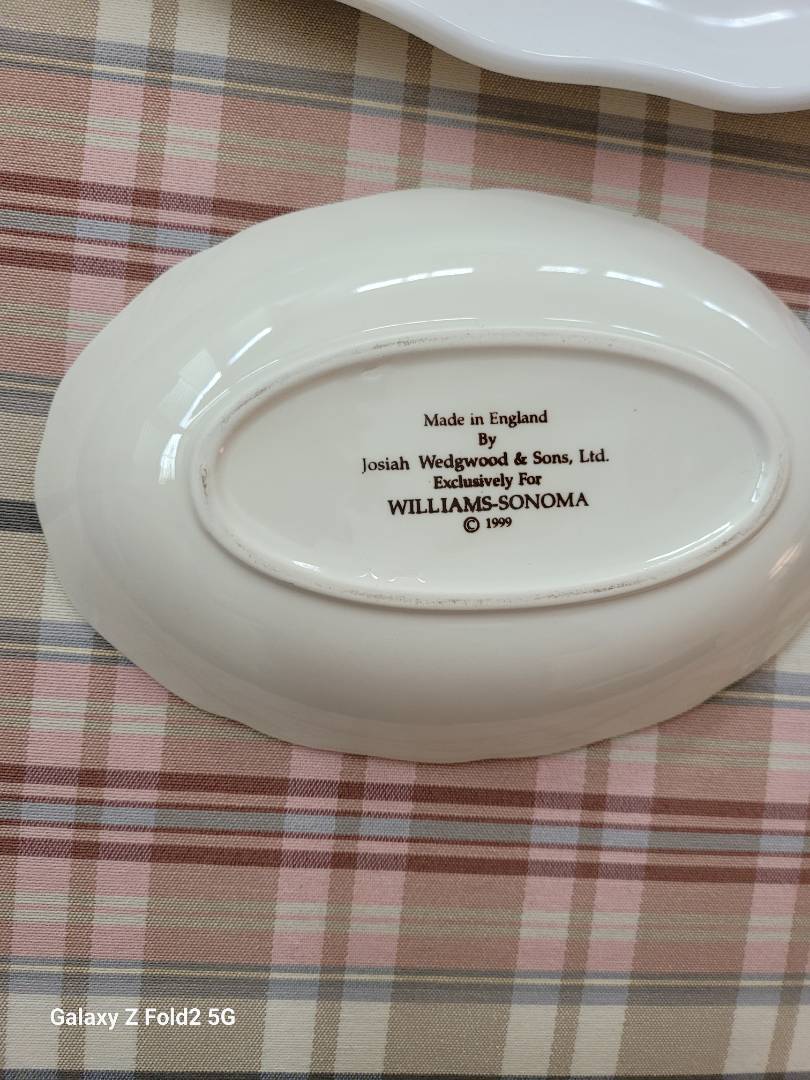 Made in England
By
Josiah Wedgwood & Sons, Ltd.
Exclusively For
WILLIAMS-SONOMA
© 1999
Galaxy Z Fold2 5G